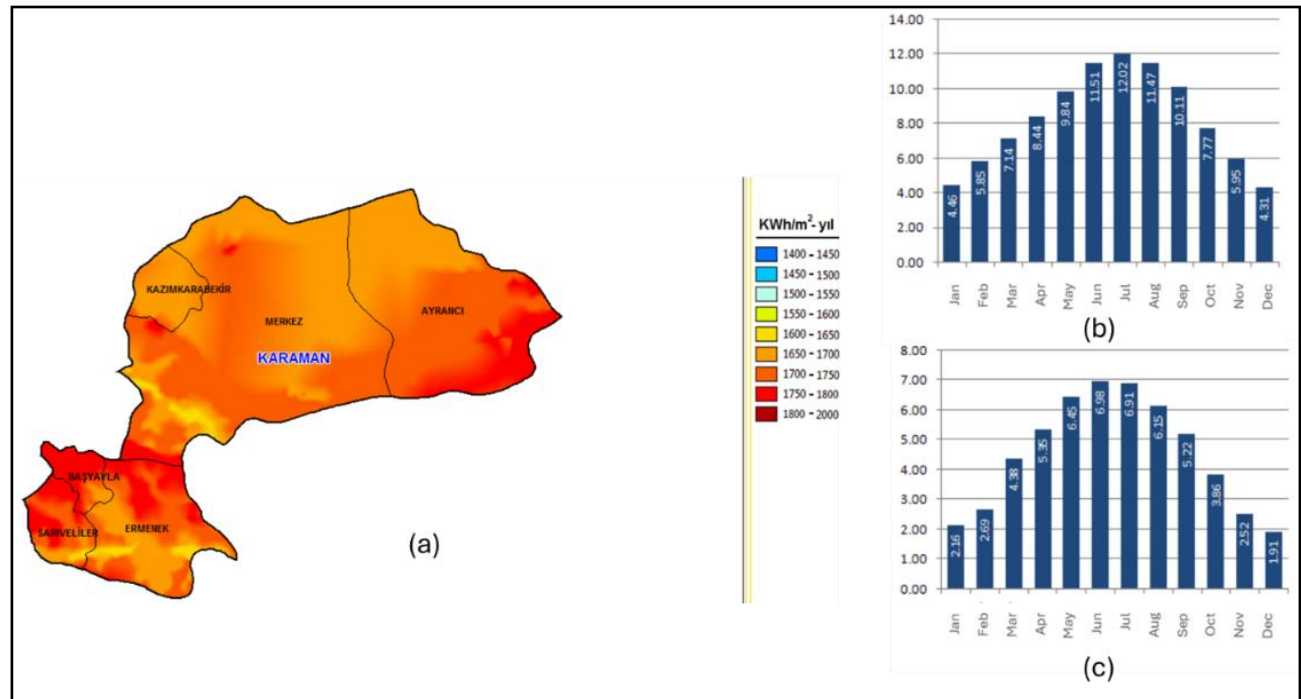 KAZIMKARABEKİR
MERKEZ
AYRANCI
KARAMAN
BAŞYAYLA
SARIVELİLER
ERMENEK
(a)
KWh/m²- yıl
1400 - 1450
1450 - 1500
1500 - 1550
1550 - 1600
1600 - 1650
1650 - 1700
1700 - 1750
1750 - 1800
1800 - 2000
14.00
12.00
10.00
8.00
6.00
4.00
2.00
0.00
4.46 5.85 7.14 8.44 9.84 11.51 12.02 11.47 10.11 7.77 5.95 4.31
Jan Feb Mar Apr May Jun Jul Aug Sep Oct Nov Dec
(b)
8.00
7.00
6.00
5.00
4.00
3.00
2.00
1.00
0.00
2.16 2.69 4.38 5.35 6.45 6.98 6.91 6.15 5.22 3.86 2.52 1.91
Jan Feb Mar Apr May Jun Jul Aug Sep Oct Nov Dec
(c)